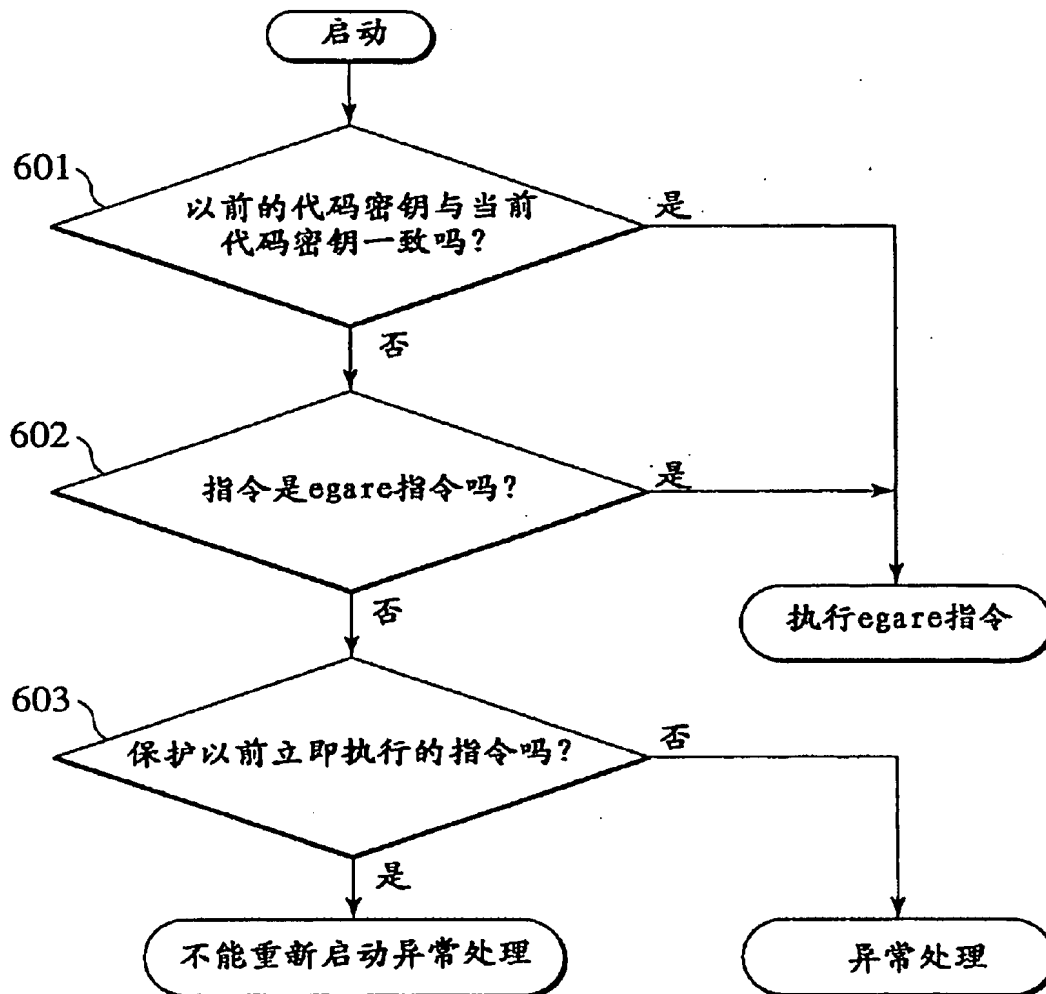 启动
601
以前的代码密钥与当前
代码密钥一致吗?
是
否
602
指令是egare指令吗?
是
否
执行egare指令
603
保护以前立即执行的指令吗?
否
是
不能重新启动异常处理
异常处理